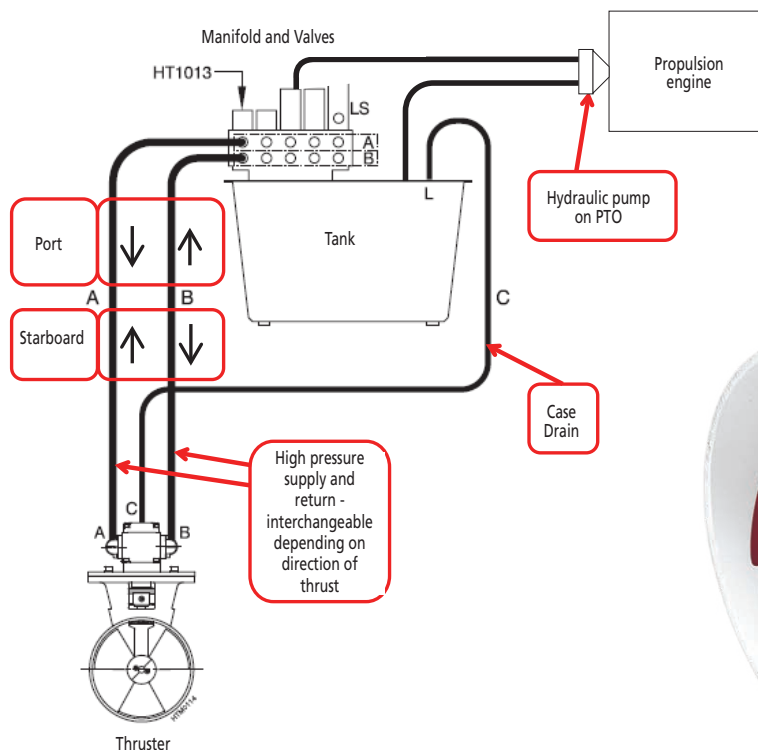 Manifold and Valves
HT1013
LS
A
B
Propulsion
engine
Hydraulic pump
on PTO
L
Tank
Port
A
B
C
Starboard
Case
Drain
High pressure
supply and
return -
interchangeable
depending on
direction of
thrust
C
A
B
HTM0114
Thruster